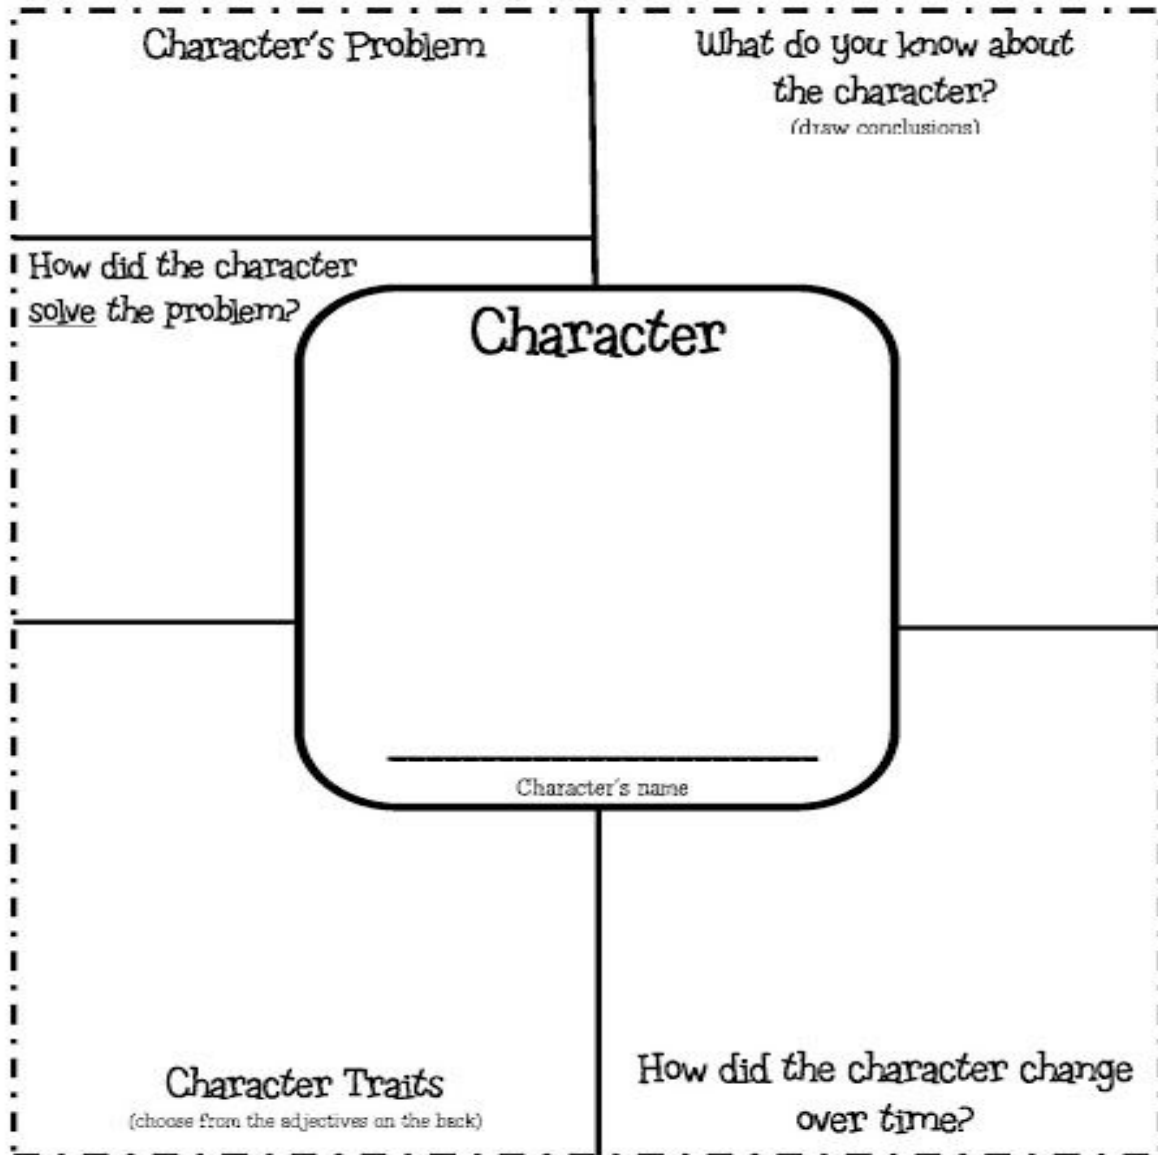 Character's Problem
What do you know about
the character?
(draw conclusions)
How did the character
solve the problem?
Character
Character's name
Character Traits
(choose from the adjectives on the back)
How did the character change
over time?